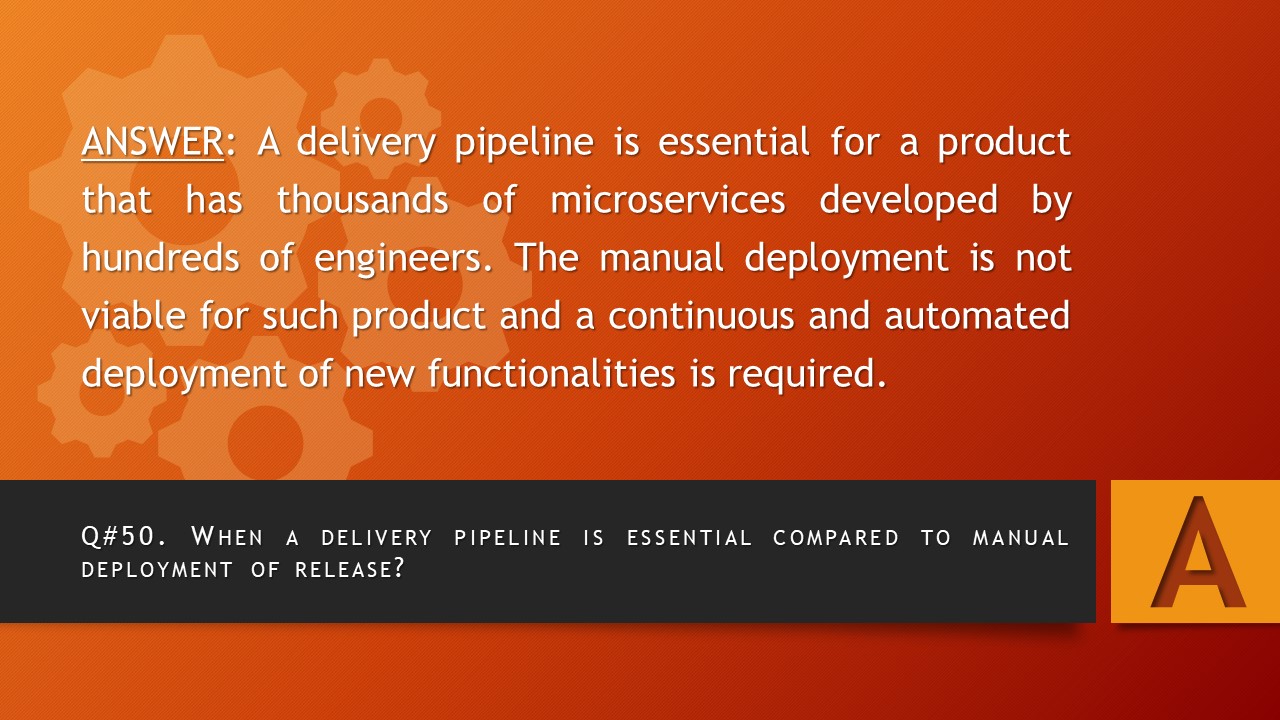 ANSWER: A delivery pipeline is essential for a product
that has thousands of microservices developed by
hundreds of engineers. The manual deployment is not
viable for such product and a continuous and automated
deployment of new functionalities is required.
Q#50. When a delivery pipeline is essential compared to manual
deployment of release?
A